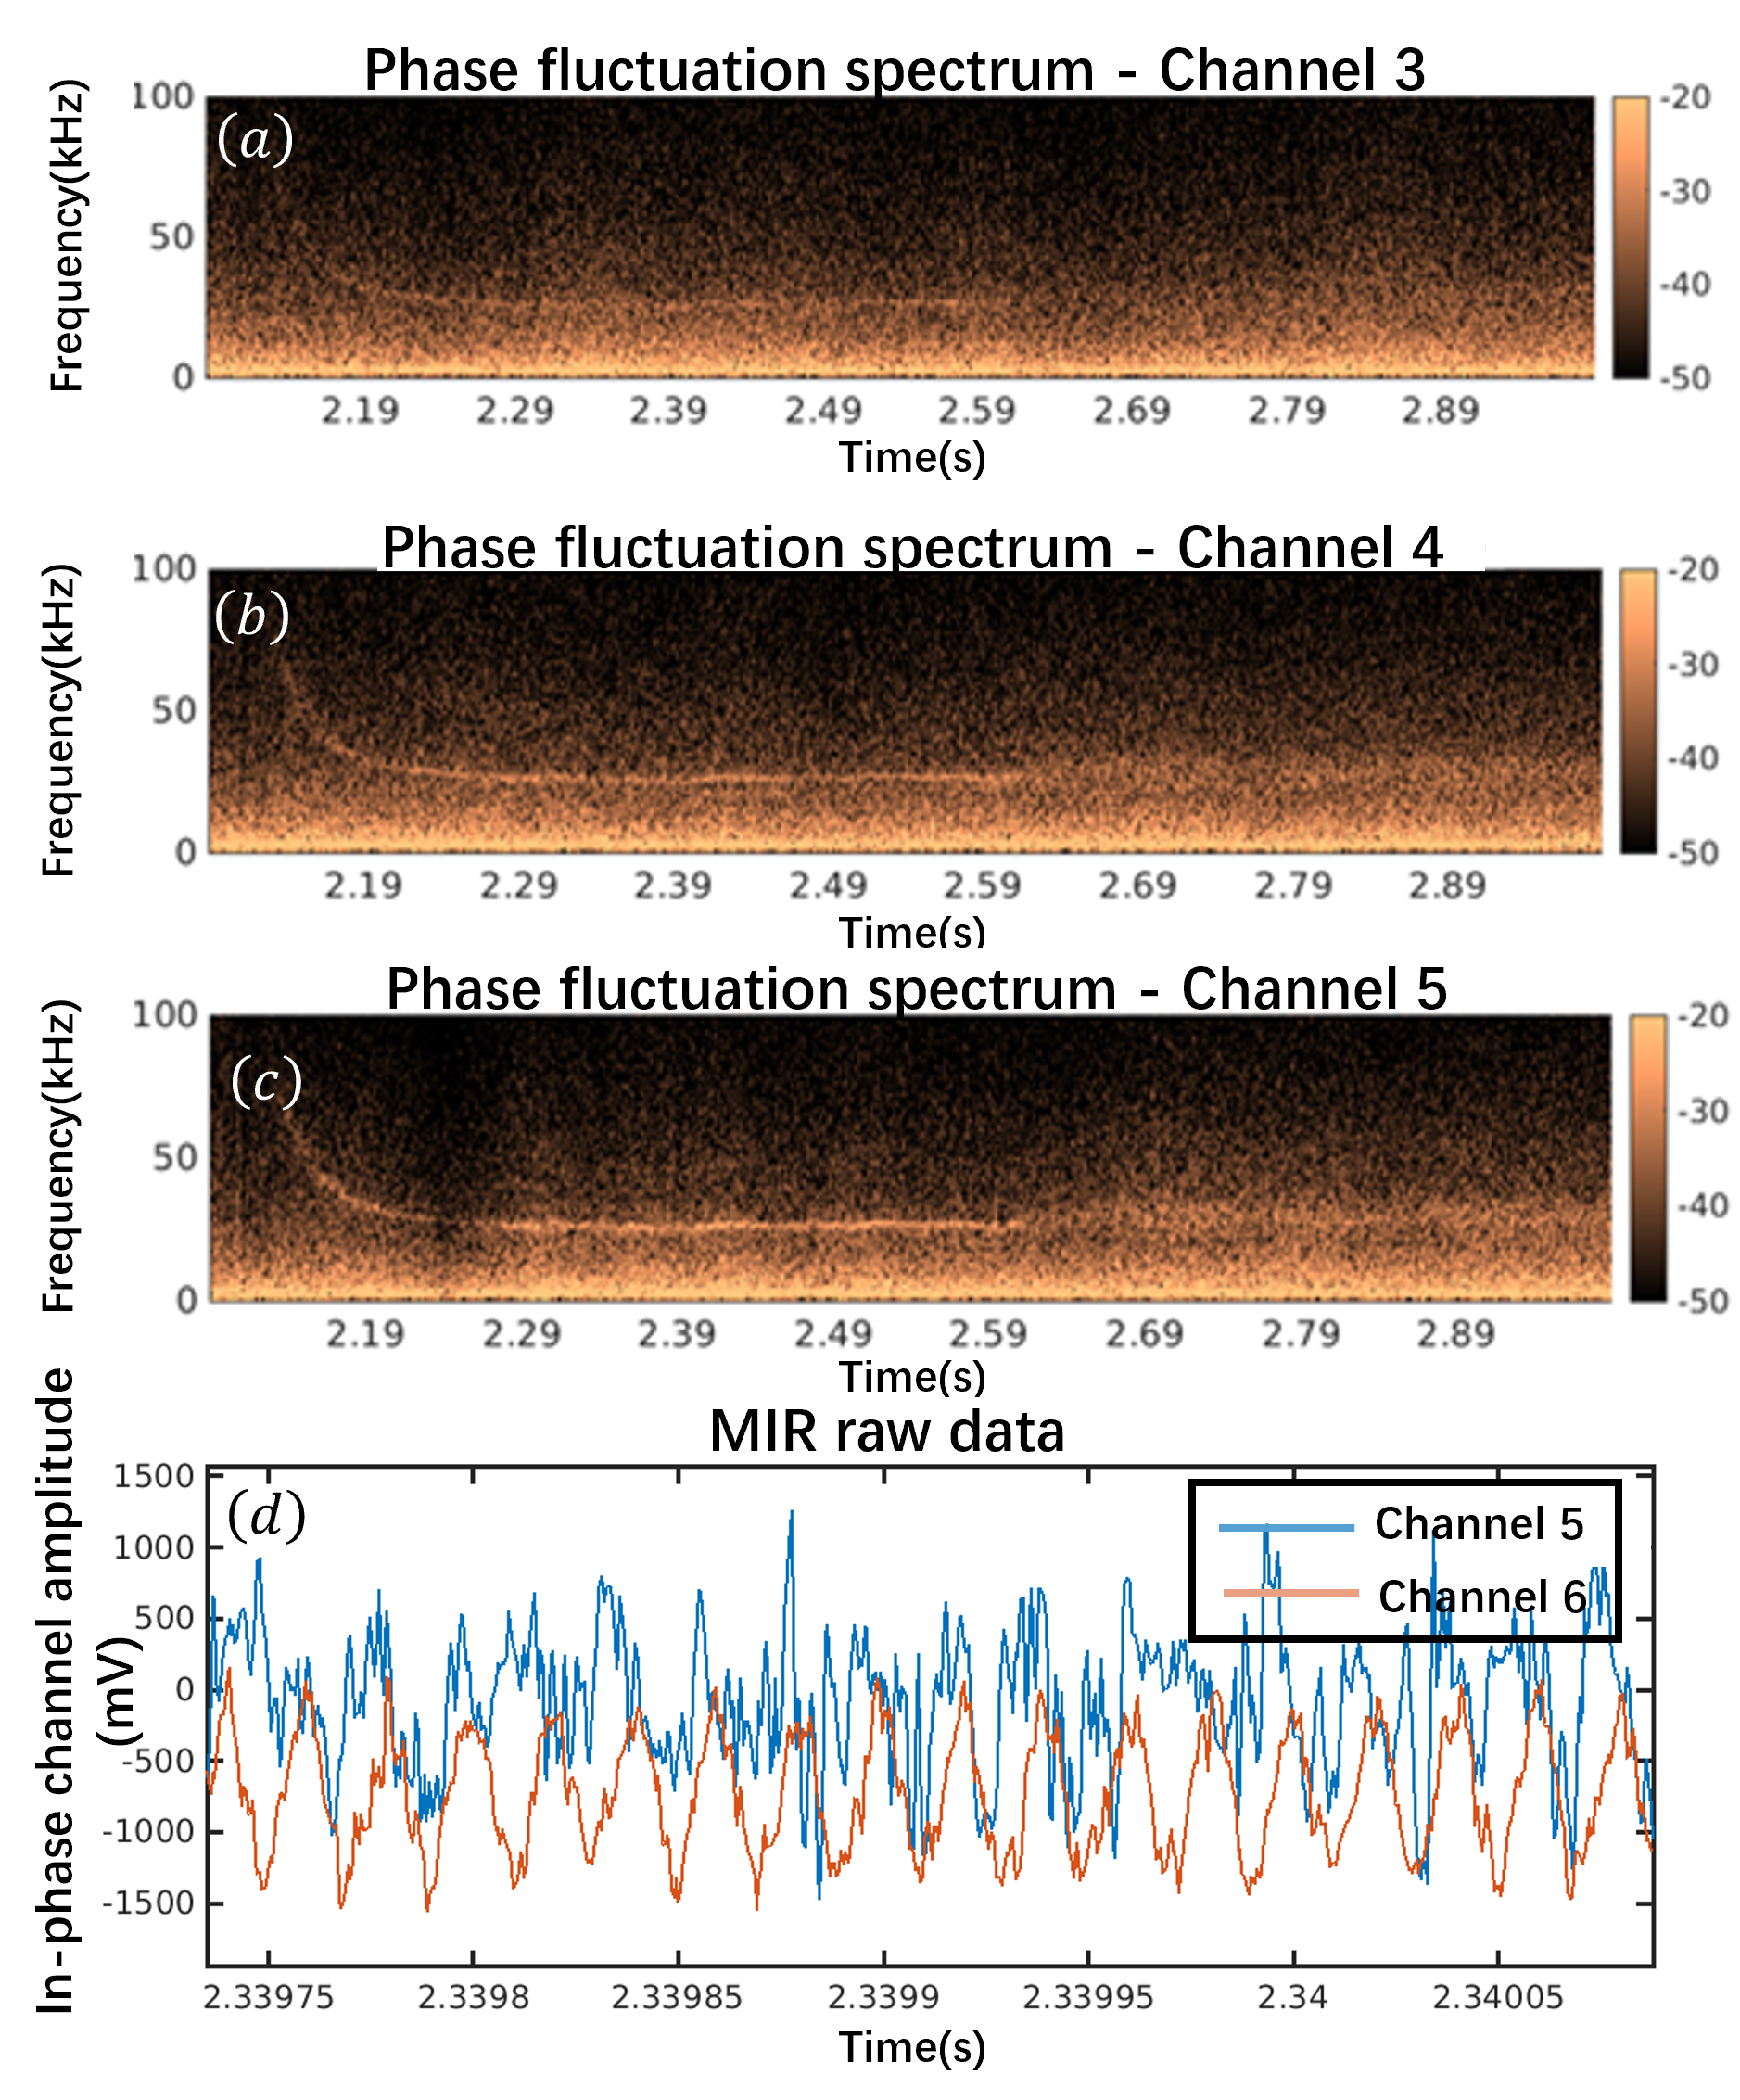 Phase fluctuation spectrum - Channel 3
Frequency(kHz)
100
50
0
(a)
-20
-30
-40
-50
2.19 2.29 2.39 2.49 2.59 2.69 2.79 2.89
Time(s)
Phase fluctuation spectrum - Channel 4
Frequency(kHz)
100
50
0
(b)
-20
-30
-40
-50
2.19 2.29 2.39 2.49 2.59 2.69 2.79 2.89
Time(s)
Phase fluctuation spectrum - Channel 5
Frequency(kHz)
100
50
0
(c)
-20
-30
-40
-50
2.19 2.29 2.39 2.49 2.59 2.69 2.79 2.89
Time(s)
MIR raw data
In-phase channel amplitude
(mV)
1500
1000
500
0
-500
-1000
-1500
(d)
Channel 5
Channel 6
2.33975 2.3398 2.33985 2.3399 2.33995 2.34 2.34005
Time(s)